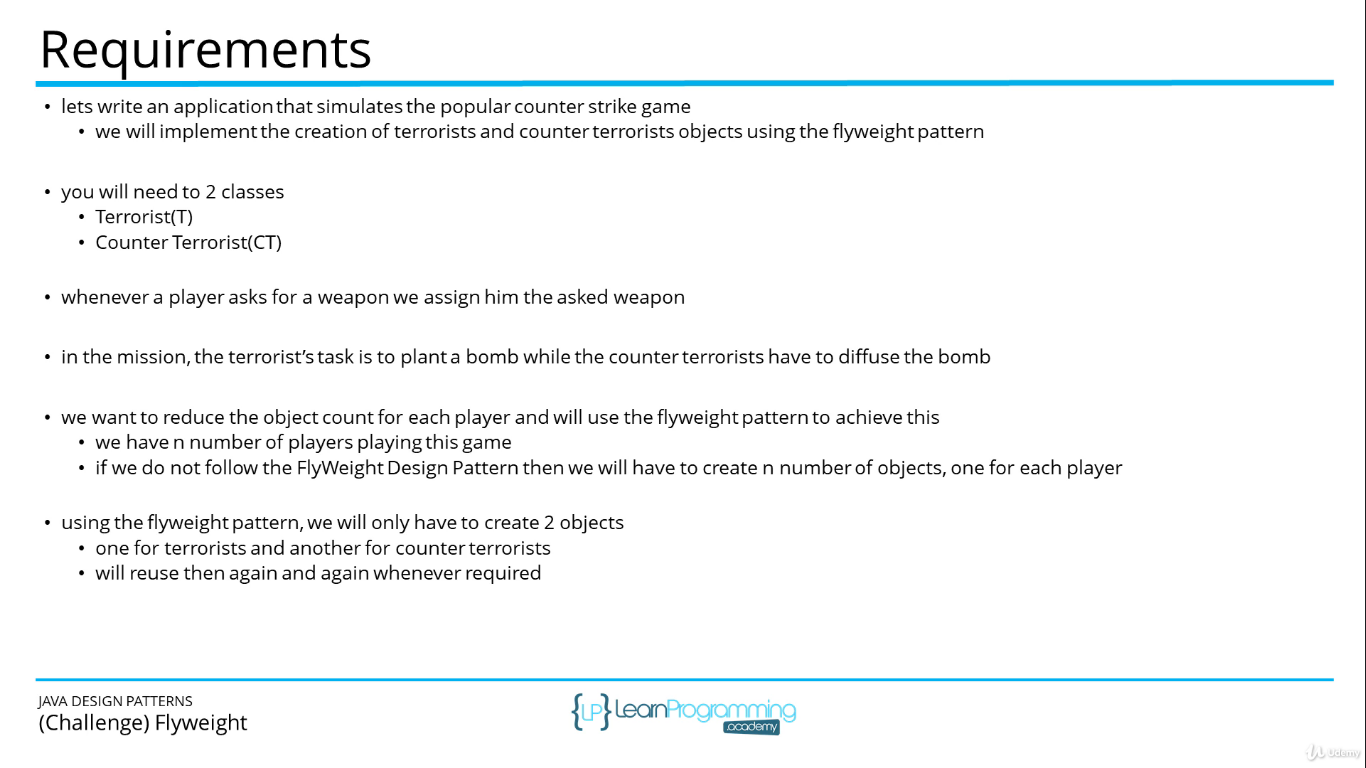 Requirements
• lets write an application that simulates the popular counter strike game
• we will implement the creation of terrorists and counter terrorists objects using the flyweight pattern
• you will need to 2 classes
• Terrorist(T)
• Counter Terrorist(CT)
• whenever a player asks for a weapon we assign him the asked weapon
• in the mission, the terrorist’s task is to plant a bomb while the counter terrorists have to diffuse the bomb
• we want to reduce the object count for each player and will use the flyweight pattern to achieve this
• we have n number of players playing this game
• if we do not follow the FlyWeight Design Pattern then we will have to create n number of objects, one for each player
• using the flyweight pattern, we will only have to create 2 objects
• one for terrorists and another for counter terrorists
• will reuse then again and again whenever required
JAVA DESIGN PATTERNS
(Challenge) Flyweight
{LP} LearnProgramming
.academy
Udemy